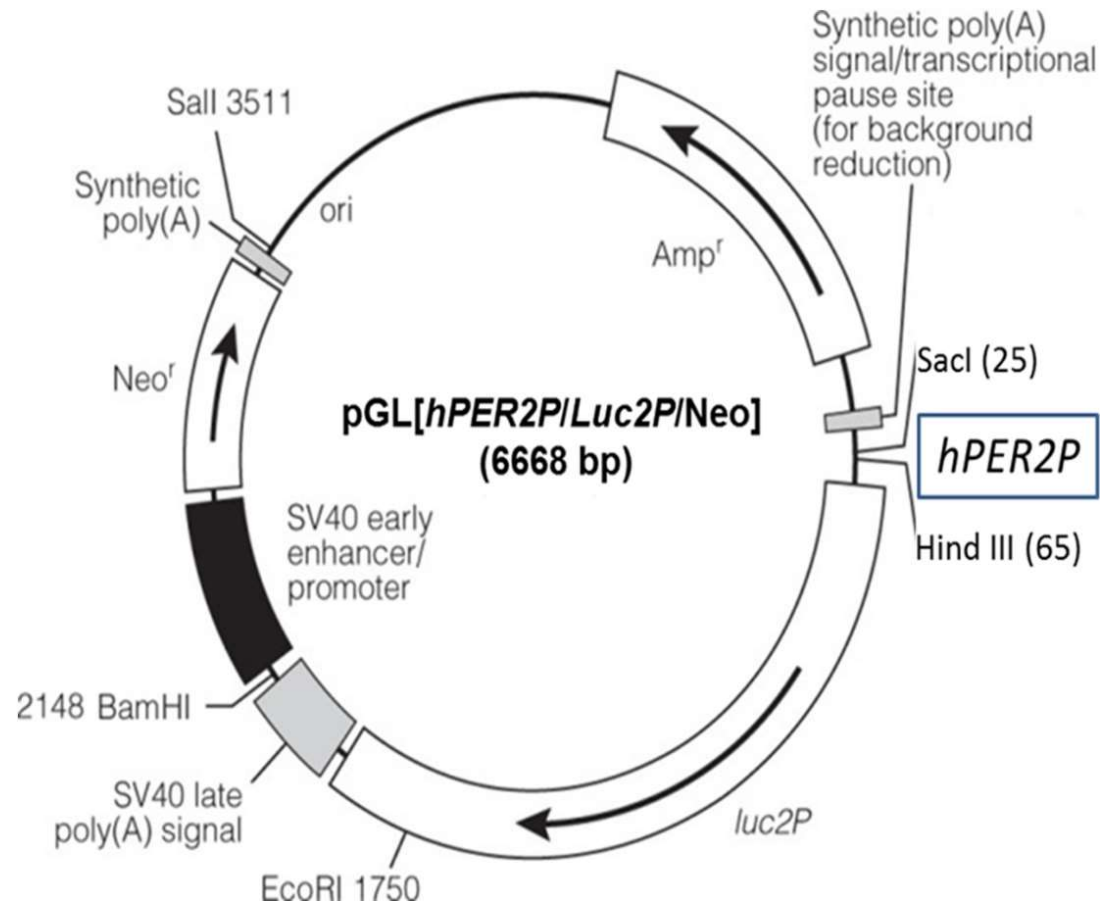 Synthetic poly(A)
signal/transcriptional
pause site
(for background
reduction)
SalI 3511
Synthetic
poly(A)
ori
Ampʳ
SacI (25)
Neoʳ
pGL[hPER2P/Luc2P/Neo]
(6668 bp)
hPER2P
SV40 early
enhancer/
promoter
Hind III (65)
2148 BamHI
SV40 late
poly(A) signal
luc2P
EcoRI 1750